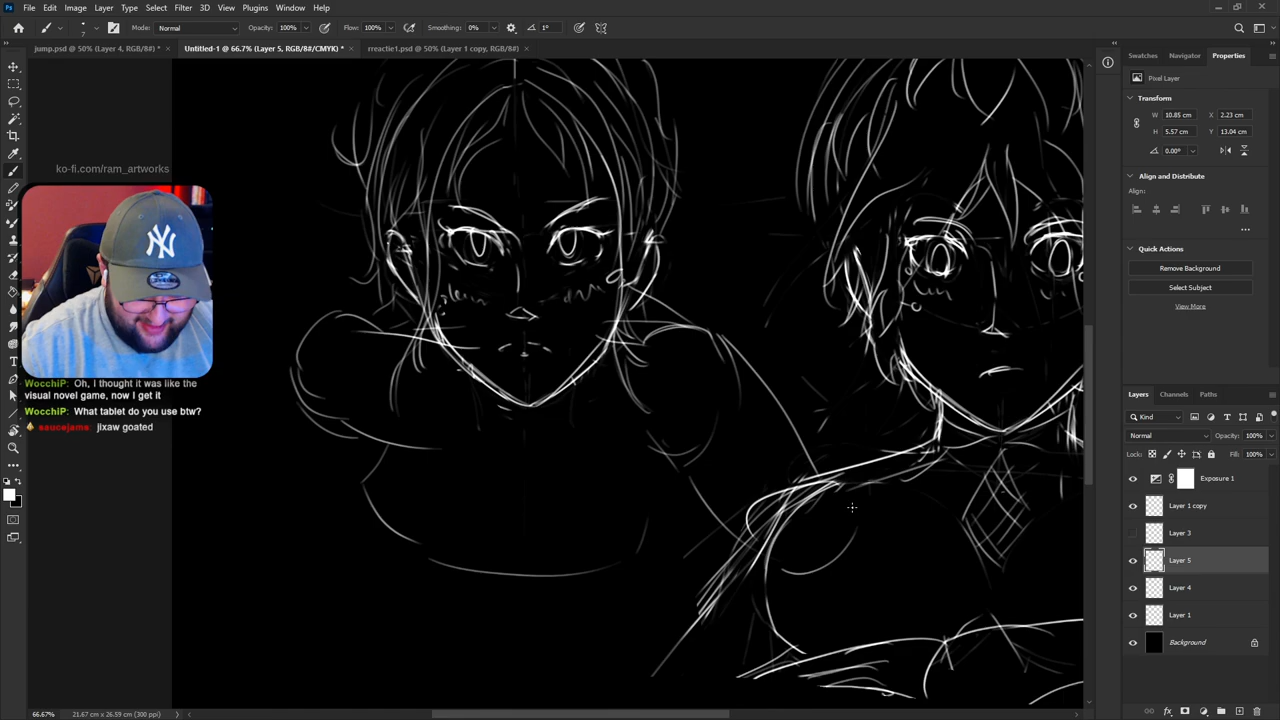 File Edit Image Layer Type Select Filter 3D View Plugins Window Help
7 Mode: Normal Opacity: 100% Flow: 100% Smoothing: 0% 1°
jump.psd @ 50% (Layer 4, RGB/8#) * × Untitled-1 @ 66.7% (Layer 5, RGB/8#/CMYK) * × rreactie1.psd @ 50% (Layer 1 copy, RGB/8#) ×
Swatches Navigator Properties
Pixel Layer
Transform
W 10.85 cm X 2.23 cm
H 5.57 cm Y 13.04 cm
0.00°
Align and Distribute
Align:
Quick Actions
Remove Background
Select Subject
View More
ko-fi.com/ram_artworks
NY
WocchiP: Oh, I thought it was like the
visual novel game, now I get it
WocchiP: What tablet do you use btw?
saucejams: jixaw goated
Layers Channels Paths
Kind
Normal Opacity: 100%
Lock: Fill: 100%
Exposure 1
Layer 1 copy
Layer 3
Layer 5
Layer 4
Layer 1
Background
66.67% 21.67 cm x 26.59 cm (300 ppi)